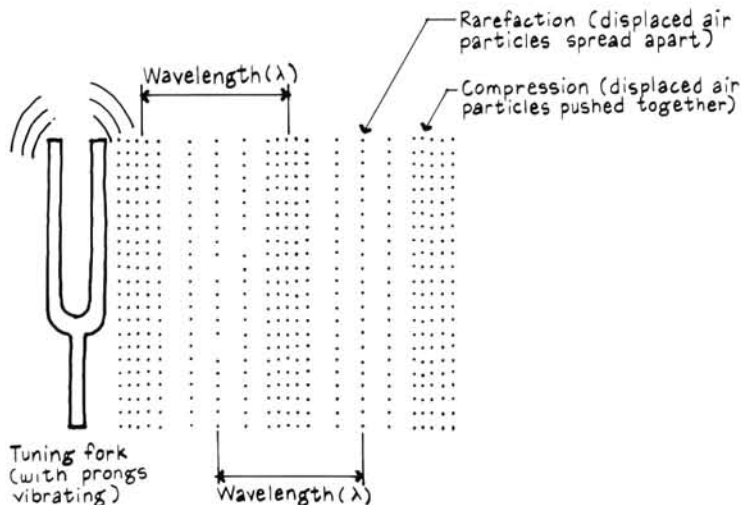 Rarefaction (displaced air
particles spread apart)
Wavelength(λ)
Compression (displaced air
particles pushed together)
Tuning fork
(with prongs
vibrating)
Wavelength(λ)